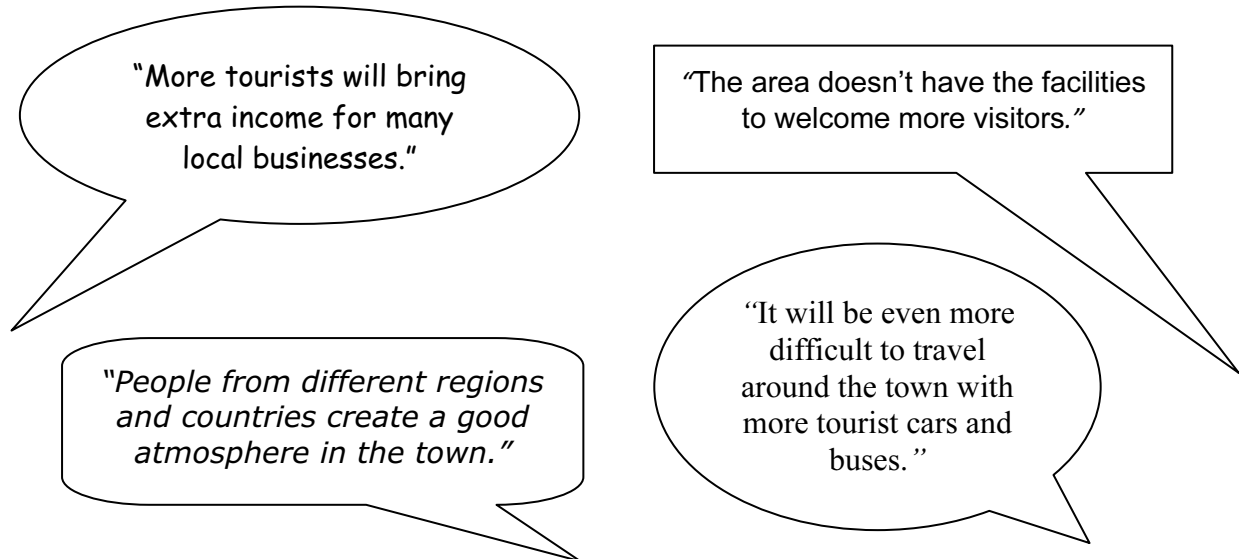 “More tourists will bring
extra income for many
local businesses.”
“The area doesn’t have the facilities
to welcome more visitors.”
“People from different regions
and countries create a good
atmosphere in the town.”
“It will be even more
difficult to travel
around the town with
more tourist cars and
buses.”